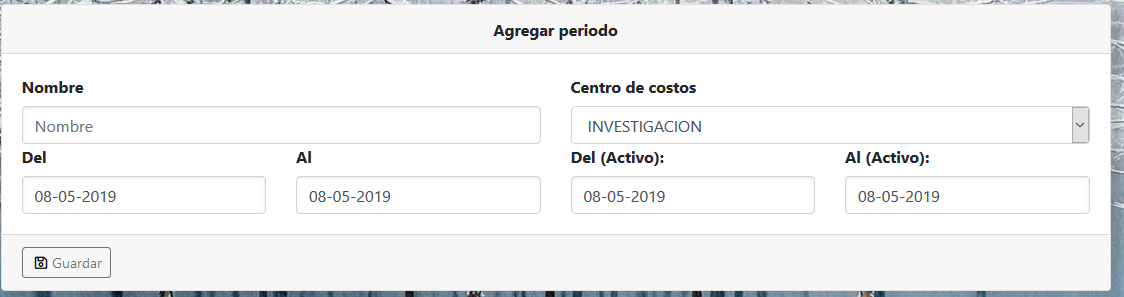 Agregar periodo
Nombre Centro de costos
Nombre INVESTIGACION
Del Al Del (Activo): Al (Activo):
08-05-2019 08-05-2019 08-05-2019 08-05-2019
Guardar